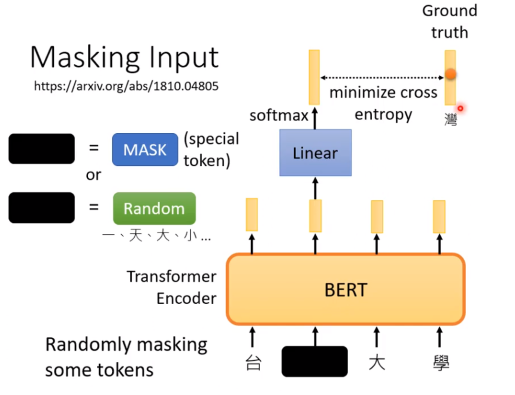 Ground
truth
Masking Input
https://arxiv.org/abs/1810.04805
minimize cross
entropy
softmax
灣
Linear
= MASK (special
token)
or
= Random
一、天、大、小 ...
Transformer
Encoder
BERT
Randomly masking
some tokens
台 大 學